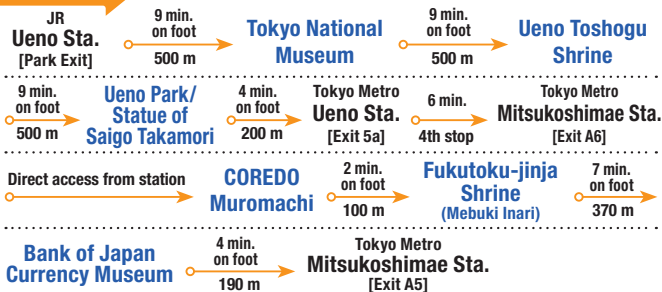 JR
Ueno Sta.
[Park Exit]
9 min.
on foot
500 m
Tokyo National
Museum
9 min.
on foot
500 m
Ueno Toshogu
Shrine
9 min.
on foot
500 m
Ueno Park/
Statue of
Saigo Takamori
4 min.
on foot
200 m
Tokyo Metro
Ueno Sta.
[Exit 5a]
6 min.
4th stop
Tokyo Metro
Mitsukoshimae Sta.
[Exit A6]
Direct access from station
COREDO
Muromachi
2 min.
on foot
100 m
Fukutoku-jinja
Shrine
(Mebuki Inari)
7 min.
on foot
370 m
Bank of Japan
Currency Museum
4 min.
on foot
190 m
Tokyo Metro
Mitsukoshimae Sta.
[Exit A5]